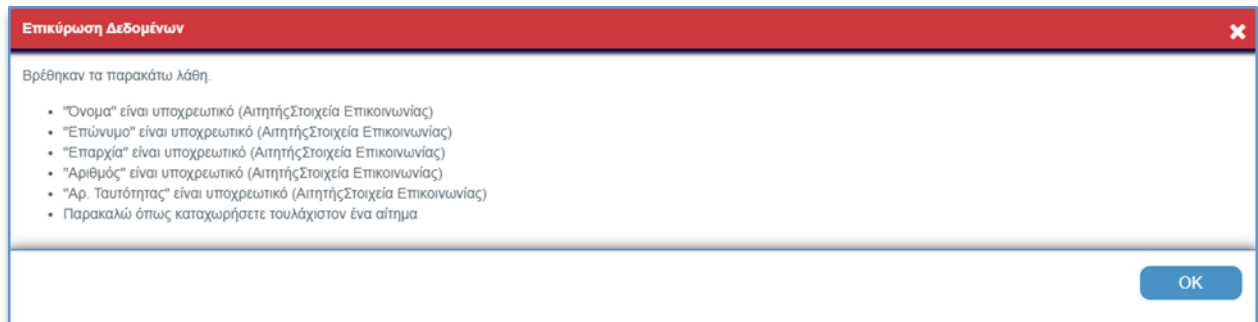 Επικύρωση Δεδομένων
Βρέθηκαν τα παρακάτω λάθη.
• "Όνομα" είναι υποχρεωτικό (ΑιτητήςΣτοιχεία Επικοινωνίας)
• "Επώνυμο" είναι υποχρεωτικό (ΑιτητήςΣτοιχεία Επικοινωνίας)
• "Επαρχία" είναι υποχρεωτικό (ΑιτητήςΣτοιχεία Επικοινωνίας)
• "Αριθμός" είναι υποχρεωτικό (ΑιτητήςΣτοιχεία Επικοινωνίας)
• "Αρ. Ταυτότητας" είναι υποχρεωτικό (ΑιτητήςΣτοιχεία Επικοινωνίας)
• Παρακαλώ όπως καταχωρήσετε τουλάχιστον ένα αίτημα
OK